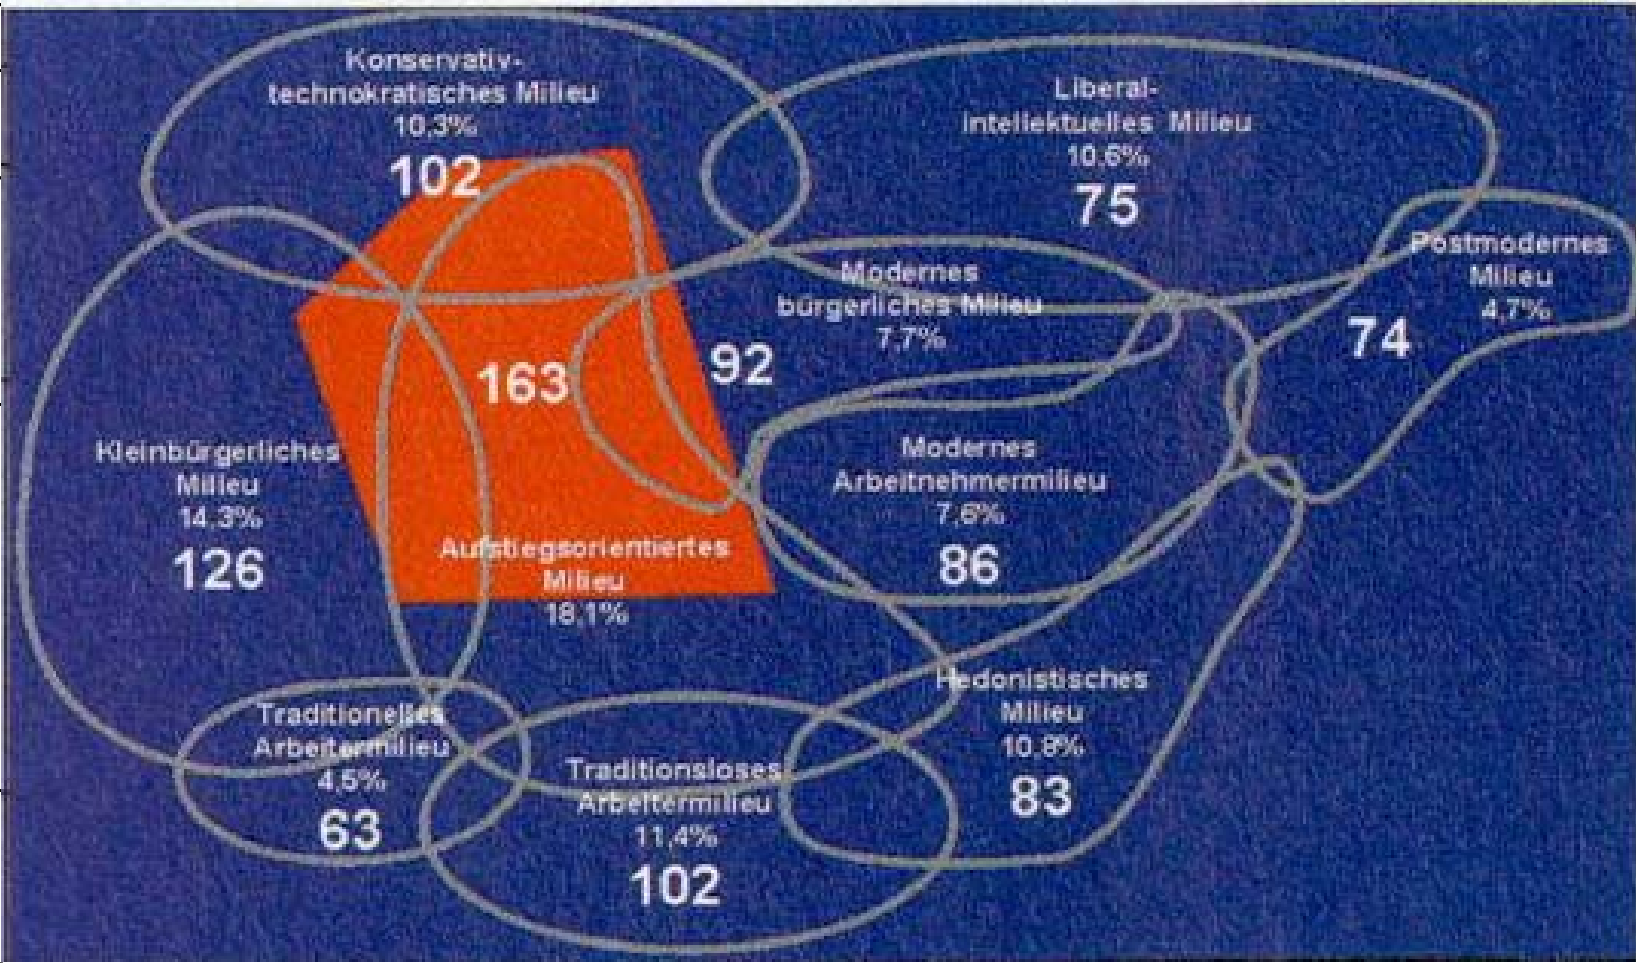 Konservativ-
technokratisches Milieu
10,3%
102
Liberal-
intellektuelles Milieu
10,6%
75
Postmodernes
Milieu
4,7%
74
Modernes
bürgerliches Milieu
7,7%
92
163
Kleinbürgerliches
Milieu
14,3%
126
Modernes
Arbeitnehmermilieu
7,6%
86
Aufstiegsorientiertes
Milieu
18,1%
Hedonistisches
Milieu
10,8%
83
Traditionelles
Arbeitermilieu
4,5%
63
Traditionsloses
Arbeitermilieu
11,4%
102